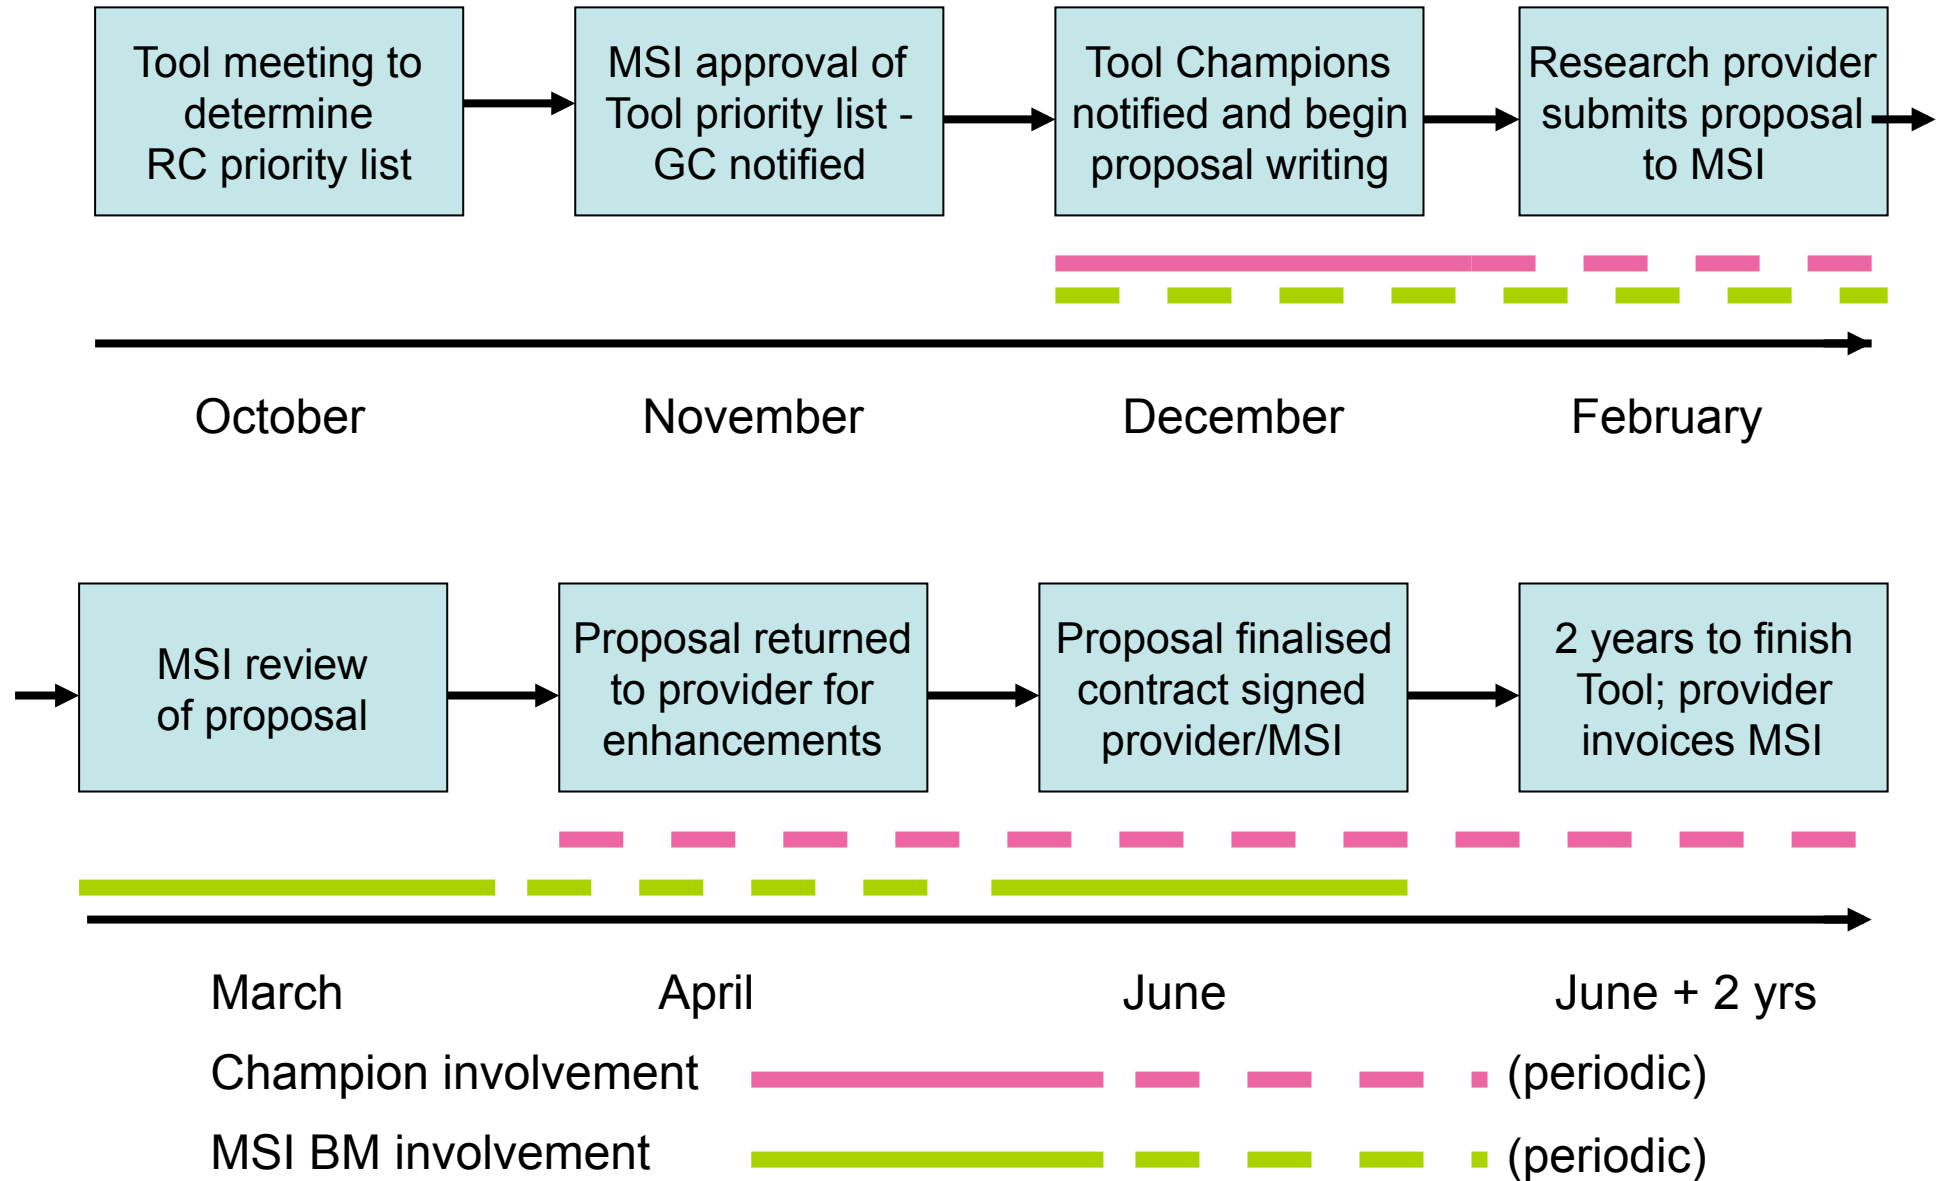 Tool meeting to
determine
RC priority list
MSI approval of
Tool priority list -
GC notified
Tool Champions
notified and begin
proposal writing
Research provider
submits proposal
to MSI
October
November
December
February
MSI review
of proposal
Proposal returned
to provider for
enhancements
Proposal finalised
contract signed
provider/MSI
2 years to finish
Tool; provider
invoices MSI
March
April
June
June + 2 yrs
Champion involvement
(periodic)
MSI BM involvement
(periodic)